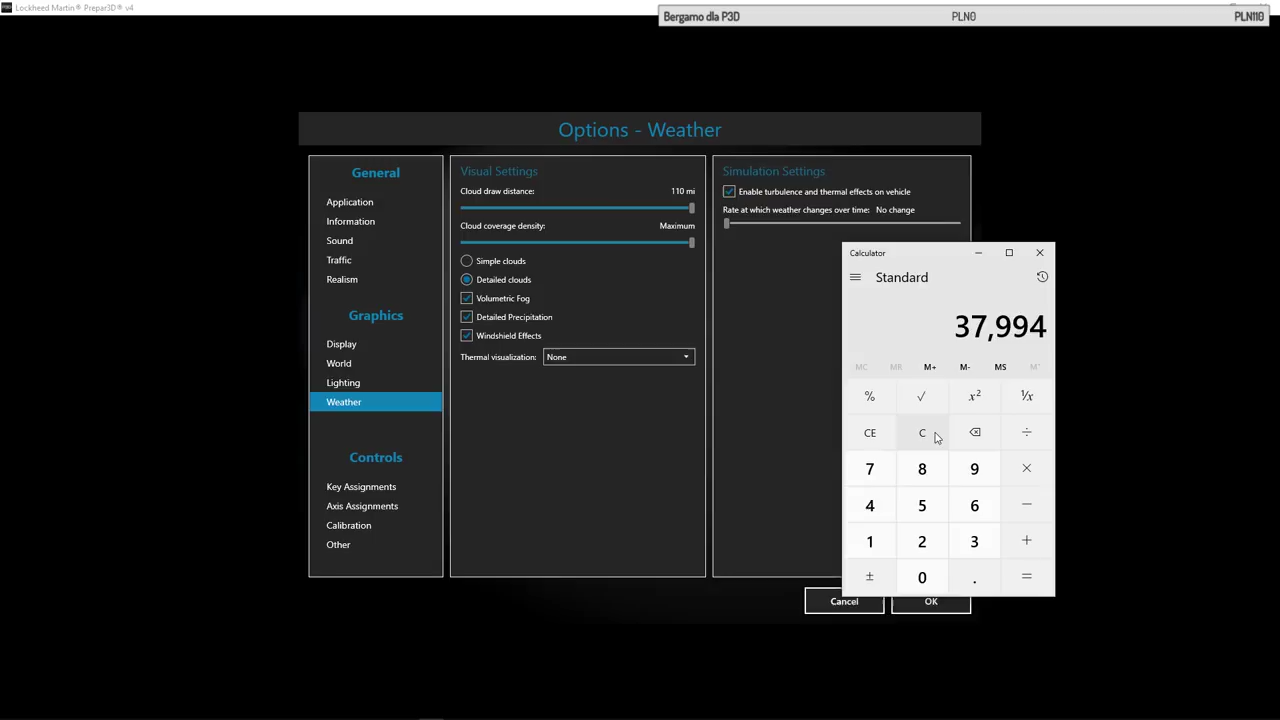 Lockheed Martin® Prepar3D® v4
Bergamo dla P3D PLN0 PLN110
Options - Weather
General
Application
Information
Sound
Traffic
Realism
Graphics
Display
World
Lighting
Weather
Controls
Key Assignments
Axis Assignments
Calibration
Other
Visual Settings
Cloud draw distance: 110 mi
Cloud coverage density: Maximum
Simple clouds
Detailed clouds
Volumetric Fog
Detailed Precipitation
Windshield Effects
Thermal visualization: None
Simulation Settings
Enable turbulence and thermal effects on vehicle
Rate at which weather changes over time: No change
Calculator
Standard
37,994
MC MR M+ M- MS
% √ x² ¹/x
CE C ÷
7 8 9 ×
4 5 6 −
1 2 3 +
± 0 . =
Cancel OK